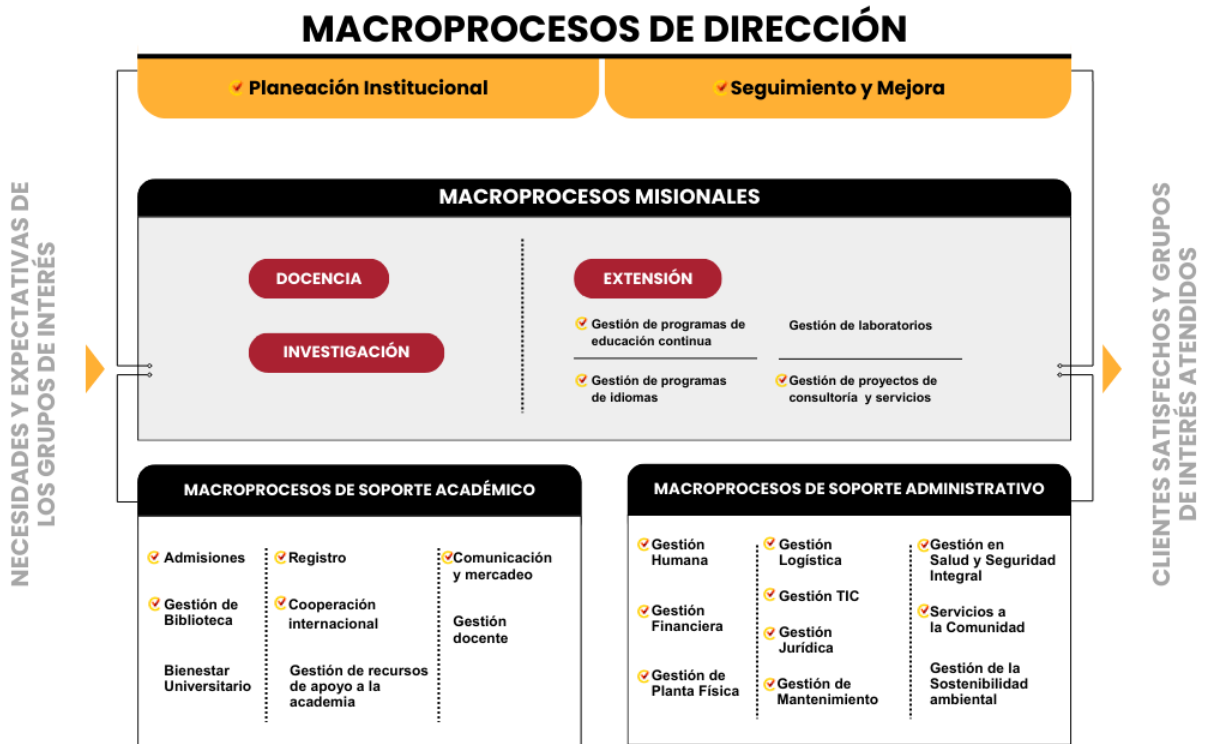 MACROPROCESOS DE DIRECCIÓN
Planeación Institucional
Seguimiento y Mejora
NECESIDADES Y EXPECTATIVAS DE
LOS GRUPOS DE INTERÉS
MACROPROCESOS MISIONALES
DOCENCIA
INVESTIGACIÓN
EXTENSIÓN
Gestión de programas de
educación continua
Gestión de laboratorios
Gestión de programas
de idiomas
Gestión de proyectos de
consultoría y servicios
MACROPROCESOS DE SOPORTE ACADÉMICO
Admisiones
Gestión de
Biblioteca
Bienestar
Universitario
Registro
Cooperación
internacional
Gestión de recursos
de apoyo a la
academia
Comunicación
y mercadeo
Gestión
docente
MACROPROCESOS DE SOPORTE ADMINISTRATIVO
Gestión
Humana
Gestión
Financiera
Gestión de
Planta Física
Gestión
Logística
Gestión TIC
Gestión
Jurídica
Gestión de
Mantenimiento
Gestión en
Salud y Seguridad
Integral
Servicios a
la Comunidad
Gestión de la
Sostenibilidad
ambiental
CLIENTES SATISFECHOS Y GRUPOS
DE INTERÉS ATENDIDOS